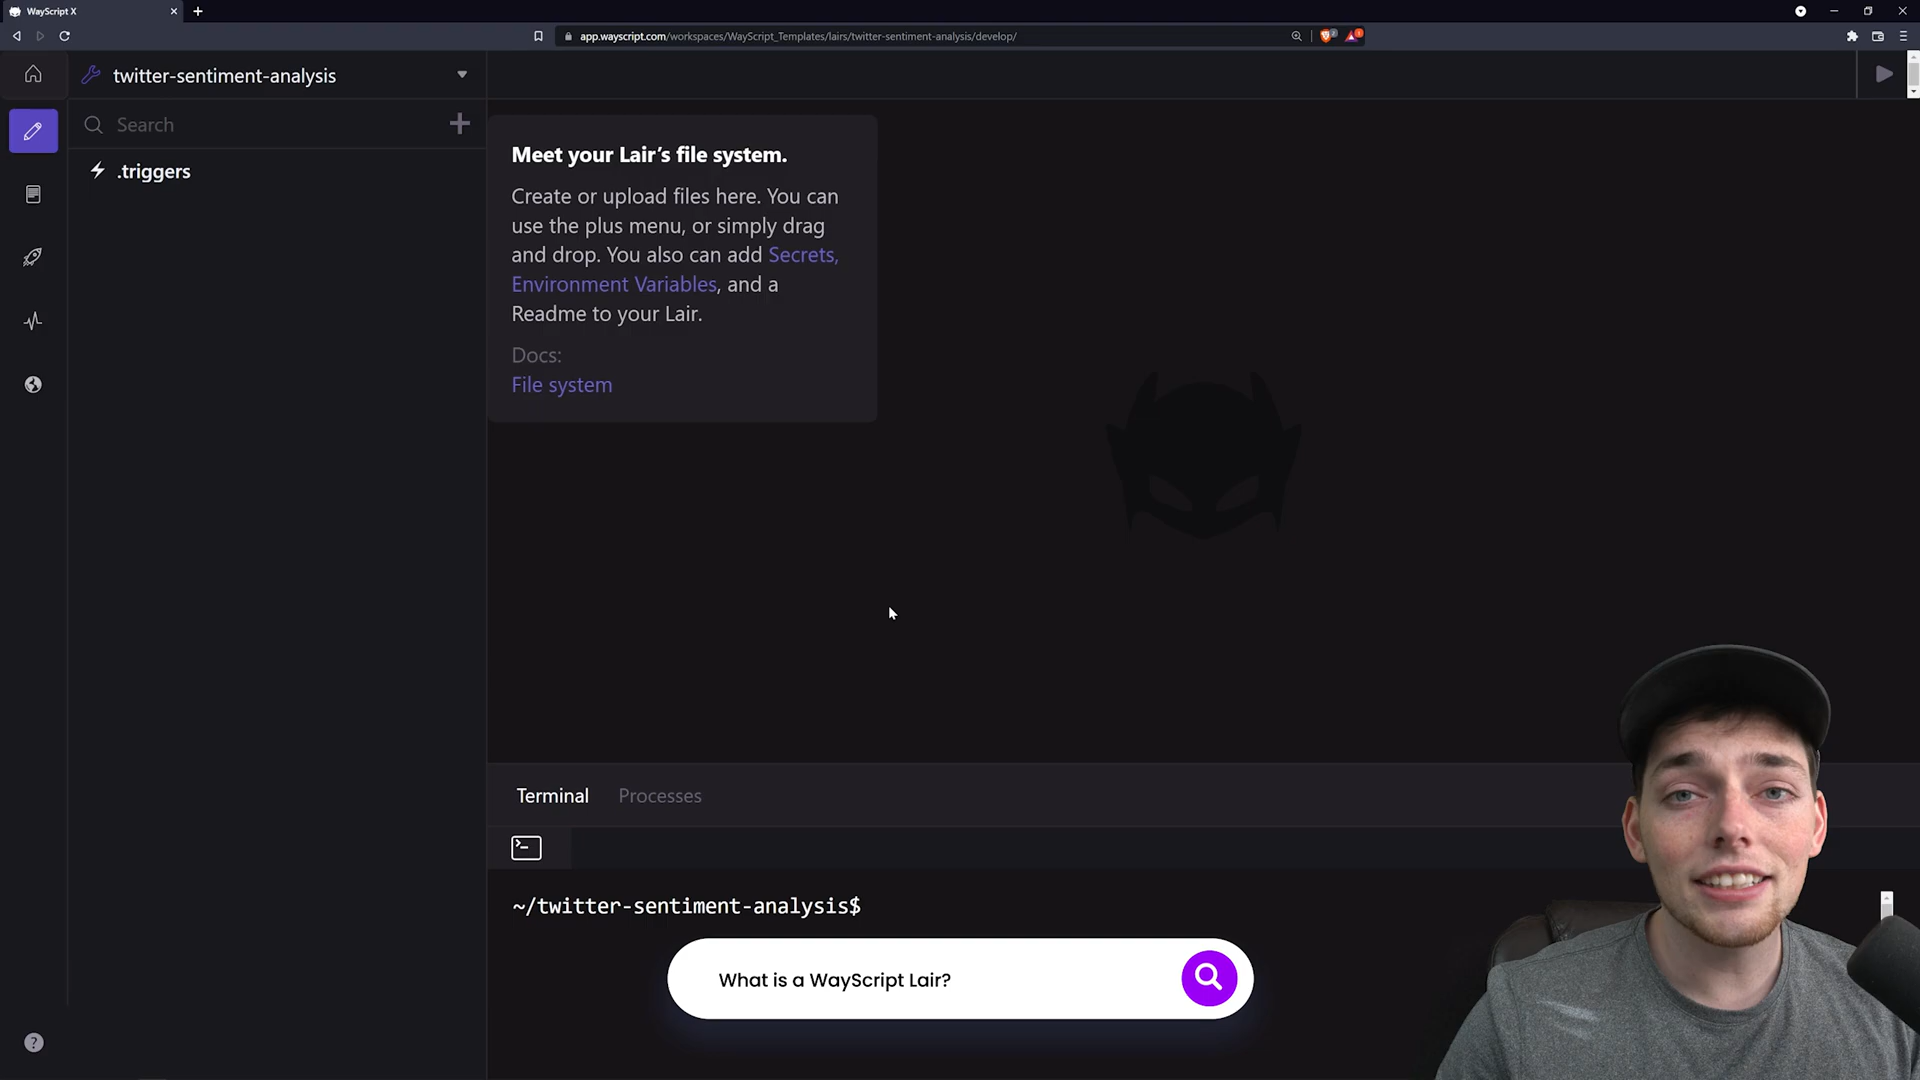 WayScript X
app.wayscript.com/workspaces/WayScript_Templates/lairs/twitter-sentiment-analysis/develop/
twitter-sentiment-analysis
Search
.triggers
Meet your Lair’s file system.
Create or upload files here. You can
use the plus menu, or simply drag
and drop. You also can add Secrets,
Environment Variables, and a
Readme to your Lair.
Docs:
File system
Terminal
Processes
~/twitter-sentiment-analysis$
What is a WayScript Lair?